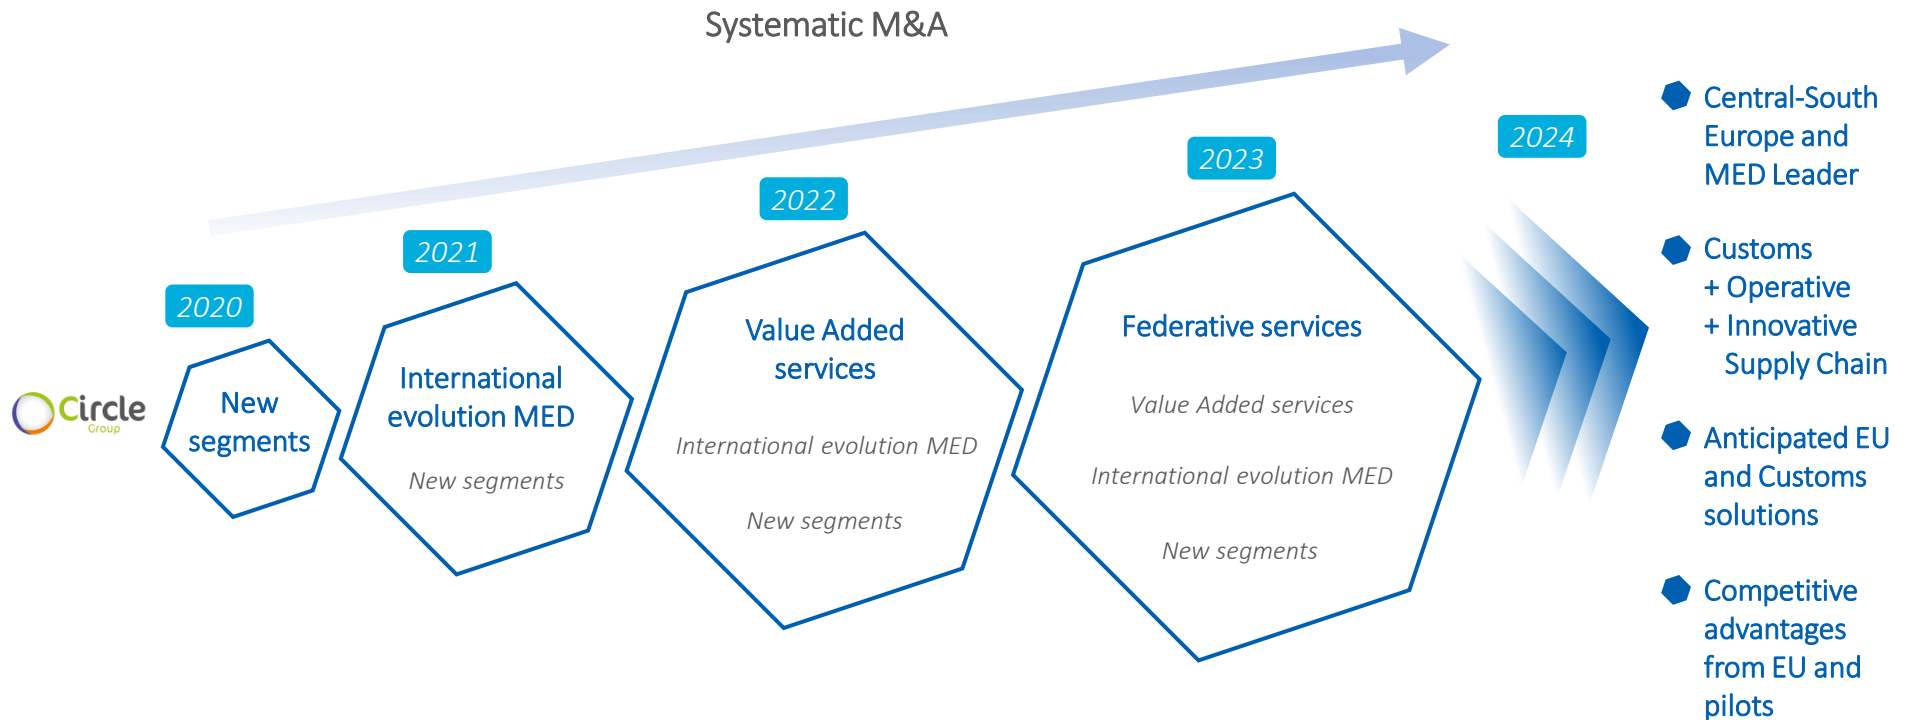 Systematic M&A
Circle
Group
2020
New
segments
2021
International
evolution MED
New segments
2022
Value Added
services
International evolution MED
New segments
2023
Federative services
Value Added services
International evolution MED
New segments
2024
Central-South
Europe and
MED Leader
Customs
+ Operative
+ Innovative
Supply Chain
Anticipated EU
and Customs
solutions
Competitive
advantages
from EU and
pilots